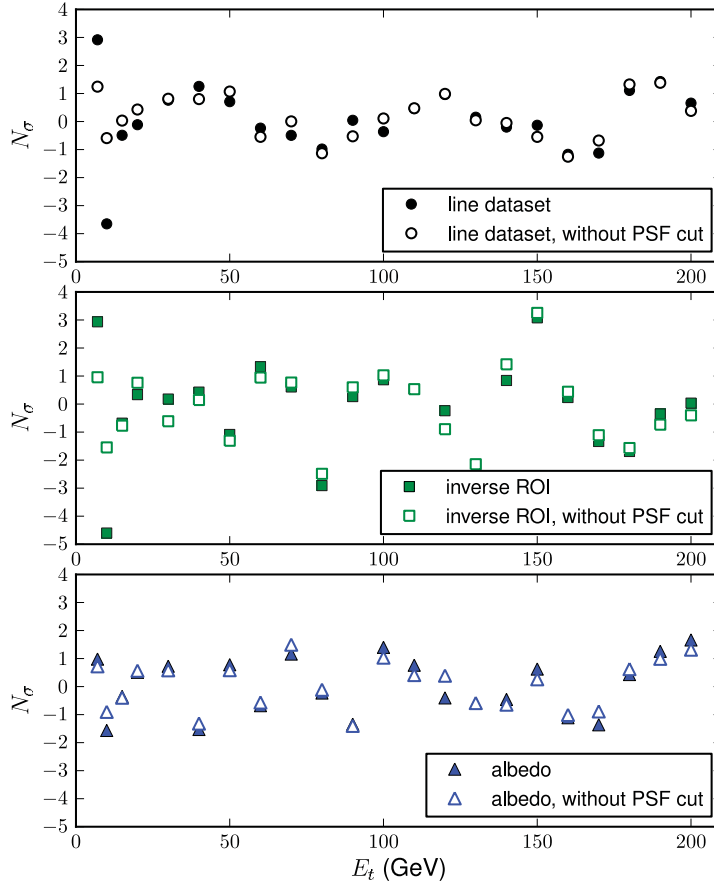 4
3
2
1
0
−1
−2
−3
−4
−5
Nσ
line dataset
line dataset, without PSF cut
0 50 100 150 200
4
3
2
1
0
−1
−2
−3
−4
−5
Nσ
inverse ROI
inverse ROI, without PSF cut
0 50 100 150 200
4
3
2
1
0
−1
−2
−3
−4
−5
Nσ
albedo
albedo, without PSF cut
0 50 100 150 200
Et (GeV)